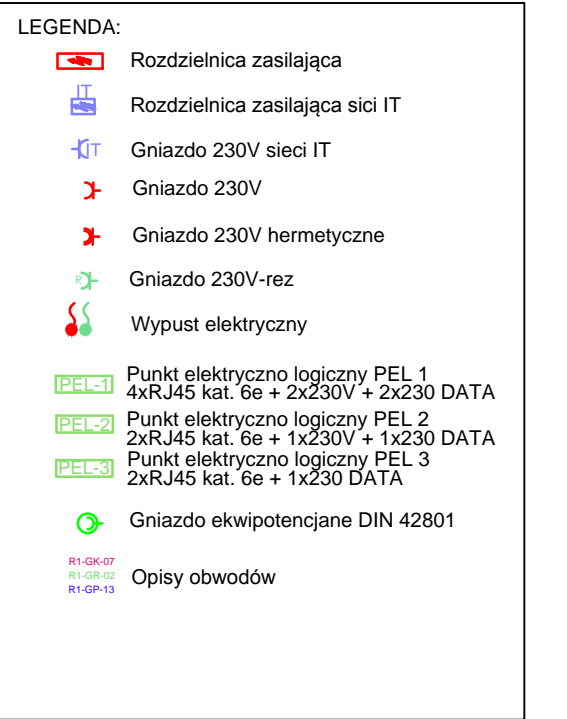 LEGENDA:
Rozdzielnica zasilająca
IT
Rozdzielnica zasilająca sici IT
IT
Gniazdo 230V sieci IT
Gniazdo 230V
Gniazdo 230V hermetyczne
R
Gniazdo 230V-rez
Wypust elektryczny
PEL-1
Punkt elektryczno logiczny PEL 1
4xRJ45 kat. 6e + 2x230V + 2x230 DATA
PEL-2
Punkt elektryczno logiczny PEL 2
2xRJ45 kat. 6e + 1x230V + 1x230 DATA
PEL-3
Punkt elektryczno logiczny PEL 3
2xRJ45 kat. 6e + 1x230 DATA
Gniazdo ekwipotencjane DIN 42801
R1-GK-07
R1-GR-02
R1-GP-13
Opisy obwodów